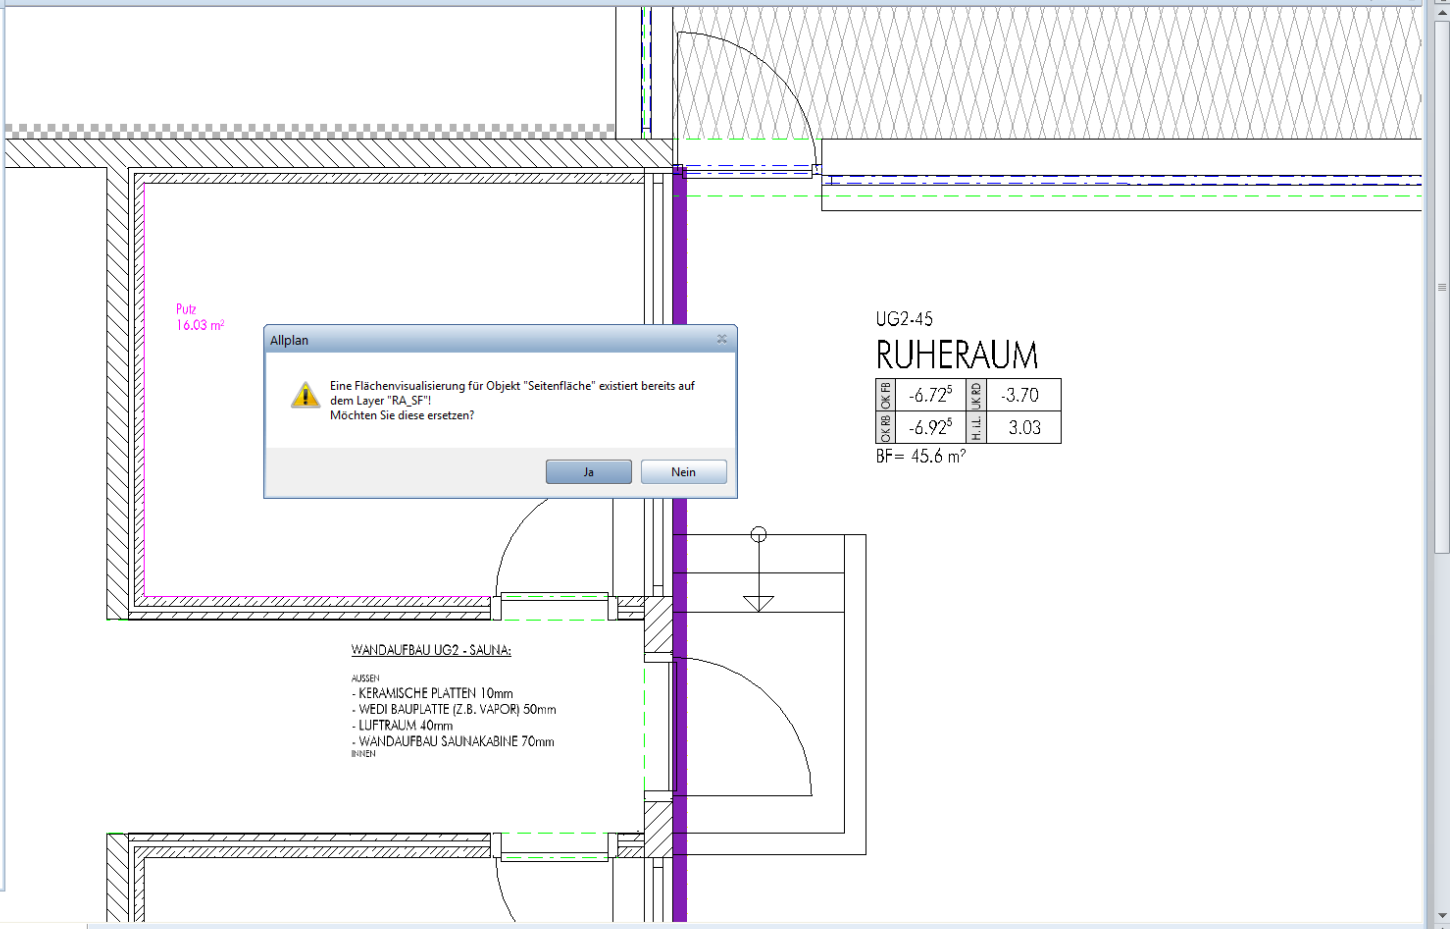 Putz
16.03 m²
Allplan
Eine Flächenvisualisierung für Objekt "Seitenfläche" existiert bereits auf
dem Layer "RA_SF"!
Möchten Sie diese ersetzen?
Ja
Nein
UG2-45
RUHERAUM
OK FB -6.72⁵ UK RD -3.70
OK RB -6.92⁵ H. i.L. 3.03
BF= 45.6 m²
WANDAUFBAU UG2 - SAUNA:
AUSSEN
- KERAMISCHE PLATTEN 10mm
- WEDI BAUPLATTE (Z.B. VAPOR) 50mm
- LUFTRAUM 40mm
- WANDAUFBAU SAUNAKABINE 70mm
INNEN